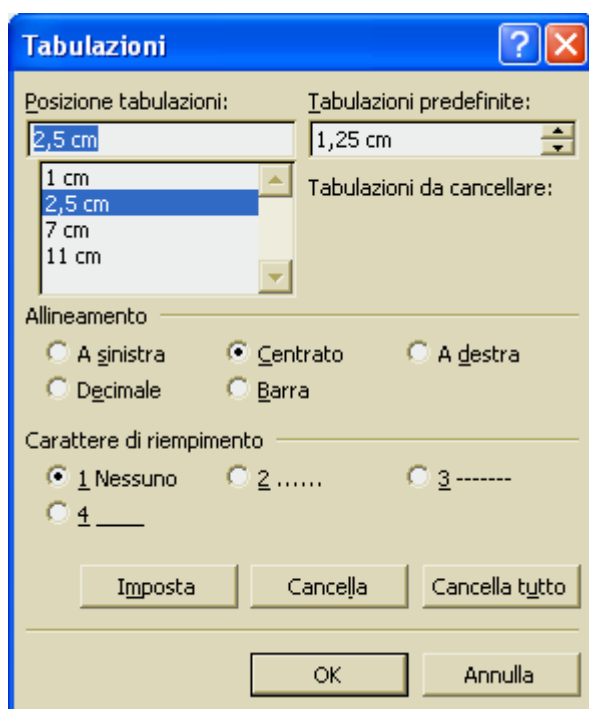 Tabulazioni
Posizione tabulazioni: Tabulazioni predefinite:
2,5 cm 1,25 cm
1 cm Tabulazioni da cancellare:
2,5 cm
7 cm
11 cm
Allineamento
A sinistra Centrato A destra
Decimale Barra
Carattere di riempimento
1 Nessuno 2 ...... 3 -------
4 ____
Imposta Cancella Cancella tutto
OK Annulla